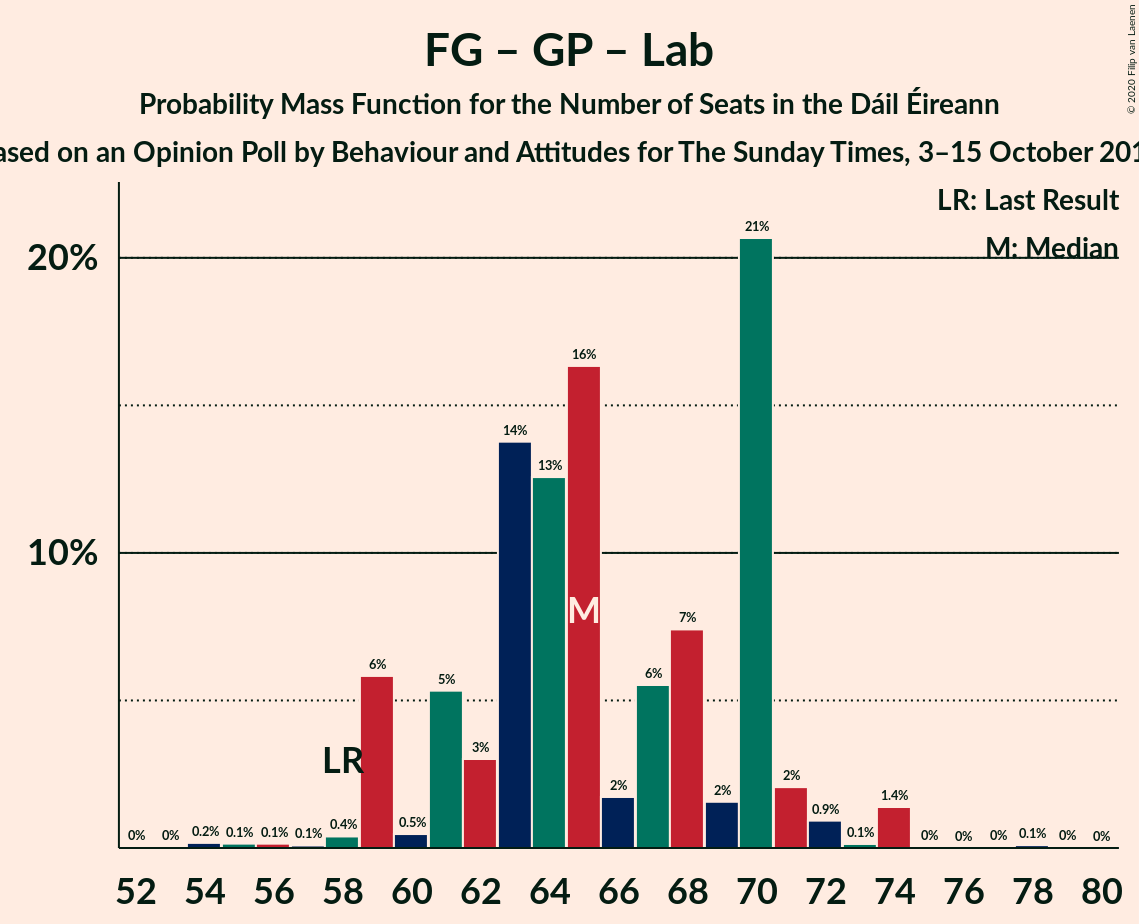 FG – GP – Lab
Probability Mass Function for the Number of Seats in the Dáil Éireann
on an Opinion Poll by Behaviour and Attitudes for The Sunday Times, 3–15 October
© 2020 Filip van Laenen
LR: Last Result
M: Median
20%
10%
0% 0% 0.2% 0.1% 0.1% 0.1% 0.4% 6% 0.5% 5% 3% 14% 13% 16% 2% 6% 7% 2% 21% 2% 0.9% 0.1% 1.4% 0% 0% 0% 0.1% 0% 0%
LR
M
52 54 56 58 60 62 64 66 68 70 72 74 76 78 80